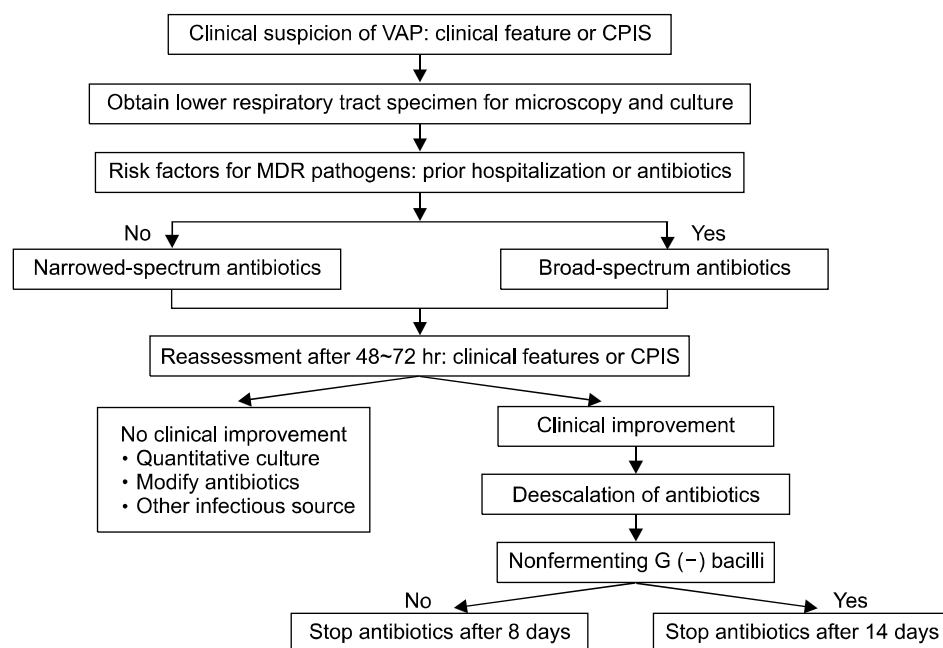 Clinical suspicion of VAP: clinical feature or CPIS
Obtain lower respiratory tract specimen for microscopy and culture
Risk factors for MDR pathogens: prior hospitalization or antibiotics
No
Yes
Narrowed-spectrum antibiotics
Broad-spectrum antibiotics
Reassessment after 48~72 hr: clinical features or CPIS
No clinical improvement
• Quantitative culture
• Modify antibiotics
• Other infectious source
Clinical improvement
Deescalation of antibiotics
Nonfermenting G (−) bacilli
No
Yes
Stop antibiotics after 8 days
Stop antibiotics after 14 days